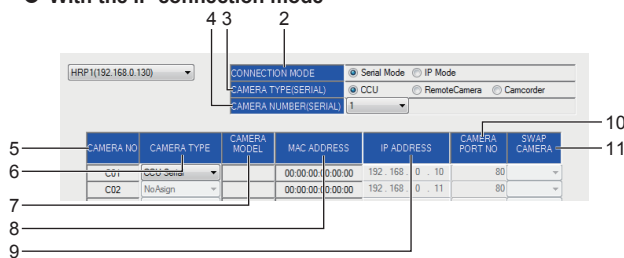 ● With the IP connection mode
4 3 2
HRP1(192.168.0.130)
CONNECTION MODE Serial Mode IP Mode
CAMERA TYPE(SERIAL) CCU RemoteCamera Camcorder
CAMERA NUMBER(SERIAL) 1
10
5 CAMERA NO CAMERA TYPE CAMERA MODEL MAC ADDRESS IP ADDRESS CAMERA PORT NO SWAP CAMERA 11
6 C01 CCU Serial 00:00:00:00:00:00 192 . 168 . 0 . 10 80
C02 NoAsign 00:00:00:00:00:00 192 . 168 . 0 . 11 80
7
8
9